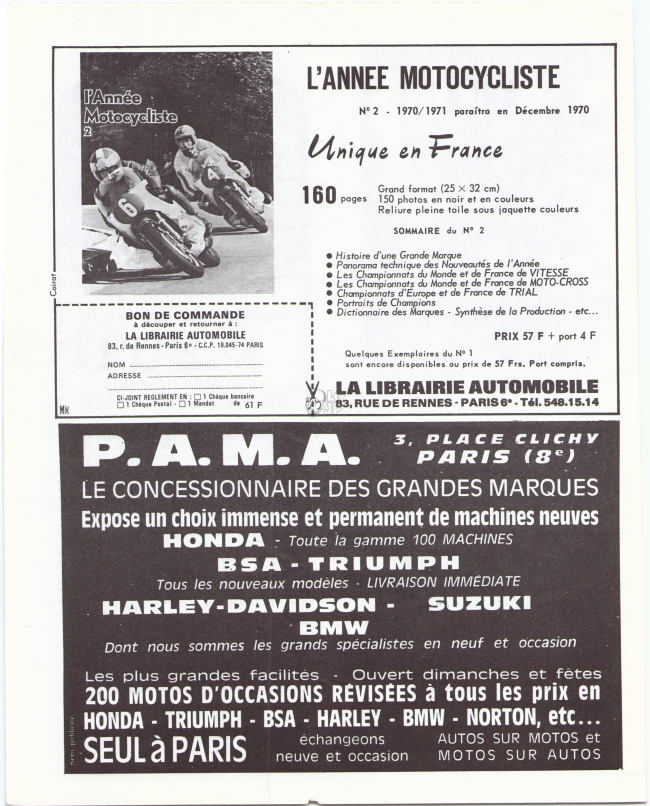 l'Année
Motocycliste
2
6
4
L'ANNEE MOTOCYCLISTE
N° 2 - 1970/1971 paraîtra en Décembre 1970
Unique en France
160 pages
Grand format (25 × 32 cm)
150 photos en noir et en couleurs
Reliure pleine toile sous jaquette couleurs
SOMMAIRE du N° 2
● Histoire d'une Grande Marque
● Panorama technique des Nouveautés de l'Année
● Les Championnats du Monde et de France de VITESSE
● Les Championnats du Monde et de France de MOTO-CROSS
● Championnats d'Europe et de France de TRIAL
● Portraits de Champions
● Dictionnaire des Marques - Synthèse de la Production - etc...
PRIX 57 F + port 4 F
Quelques Exemplaires du N° 1
sont encore disponibles au prix de 57 Frs. Port compris.
LA LIBRAIRIE AUTOMOBILE
83, RUE DE RENNES - PARIS 6e - Tél. 548.15.14
Coirat
BON DE COMMANDE
à découper et retourner à :
LA LIBRAIRIE AUTOMOBILE
83, r. de Rennes - Paris 6e - C.C.P. 19.045-74 PARIS
NOM
ADRESSE
CI-JOINT REGLEMENT EN : □ 1 Chèque bancaire
□ 1 Chèque Postal - □ 1 Mandat de 61 F
MK
P.A.M.A.
3, PLACE CLICHY
PARIS (8e)
LE CONCESSIONNAIRE DES GRANDES MARQUES
Expose un choix immense et permanent de machines neuves
HONDA - Toute la gamme 100 MACHINES
BSA - TRIUMPH
Tous les nouveaux modèles - LIVRAISON IMMEDIATE
HARLEY-DAVIDSON - SUZUKI
BMW
Dont nous sommes les grands spécialistes en neuf et occasion
Les plus grandes facilités - Ouvert dimanches et fêtes
200 MOTOS D'OCCASIONS RÉVISÉES à tous les prix en
HONDA - TRIUMPH - BSA - HARLEY - BMW - NORTON, etc...
SEUL à PARIS
échangeons
neuve et occasion
AUTOS SUR MOTOS et
MOTOS SUR AUTOS